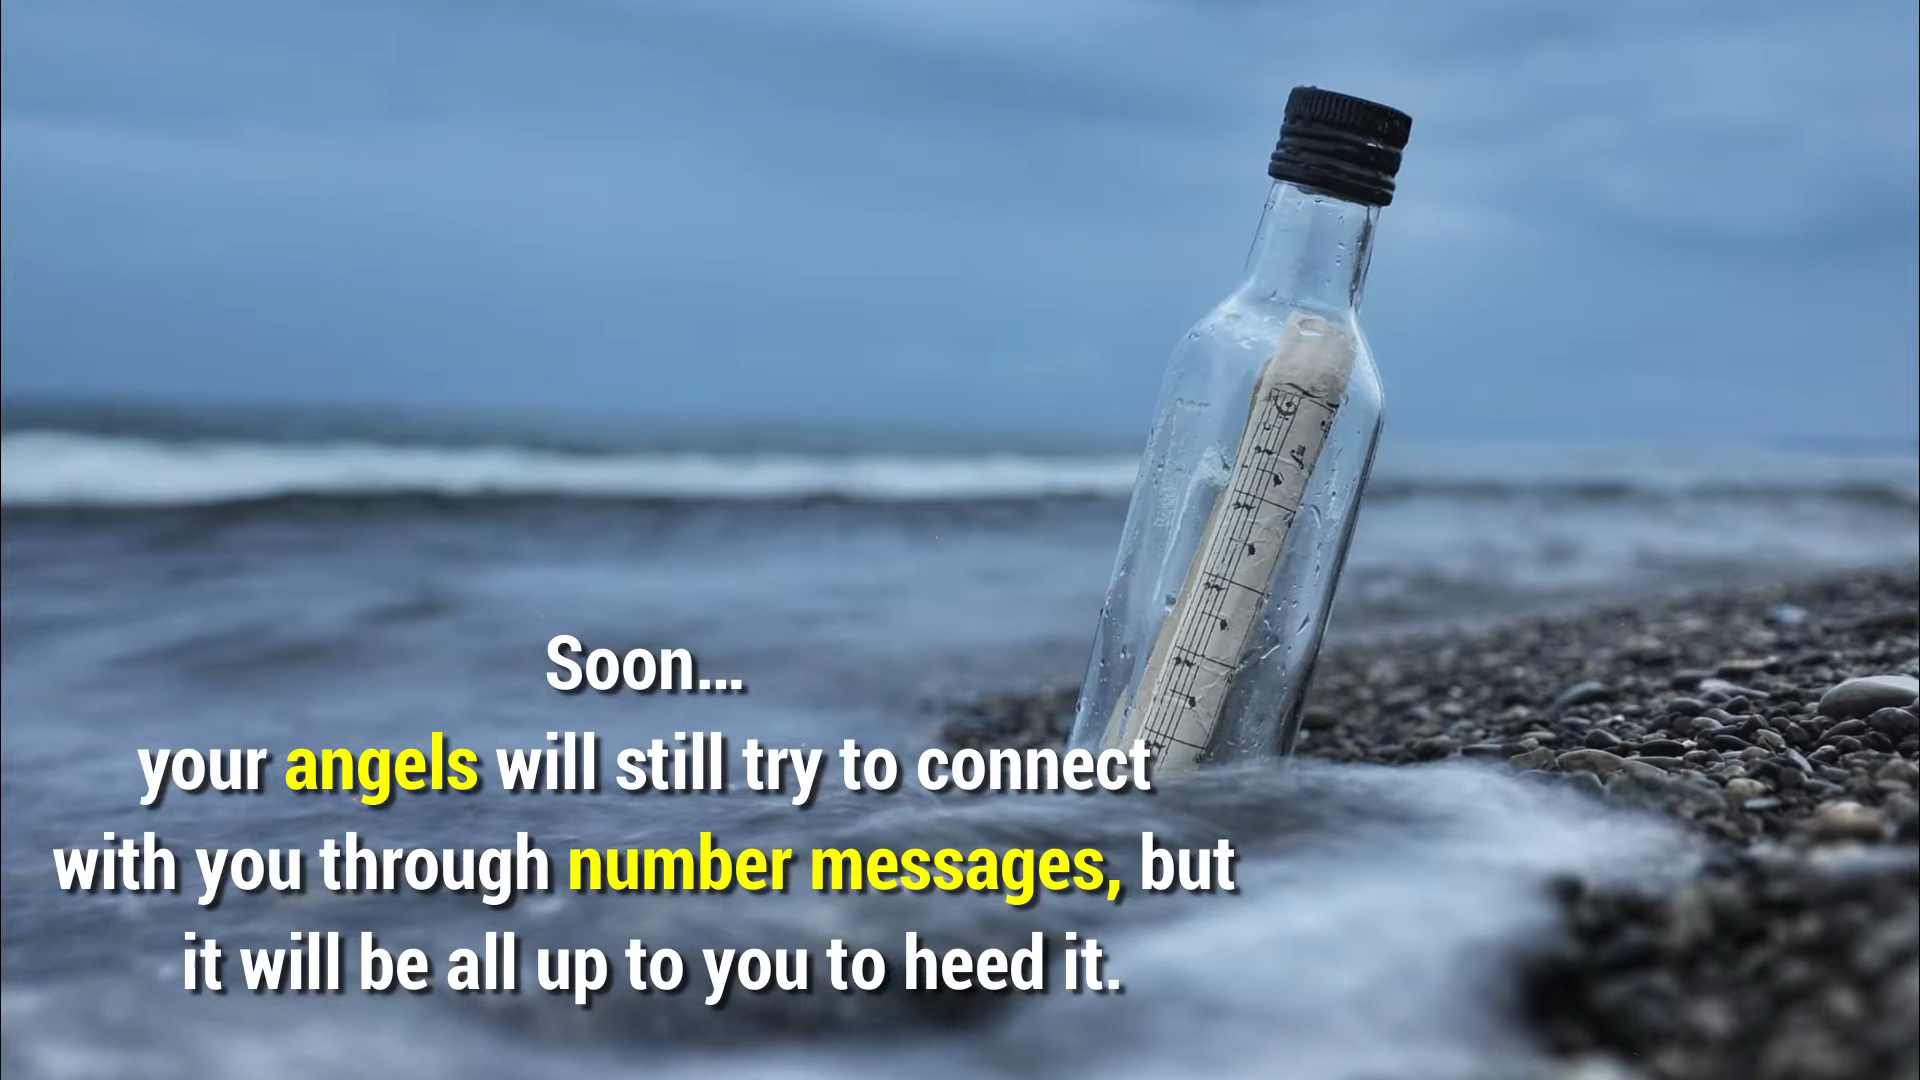 Soon...
your angels will still try to connect
with you through number messages, but
it will be all up to you to heed it.